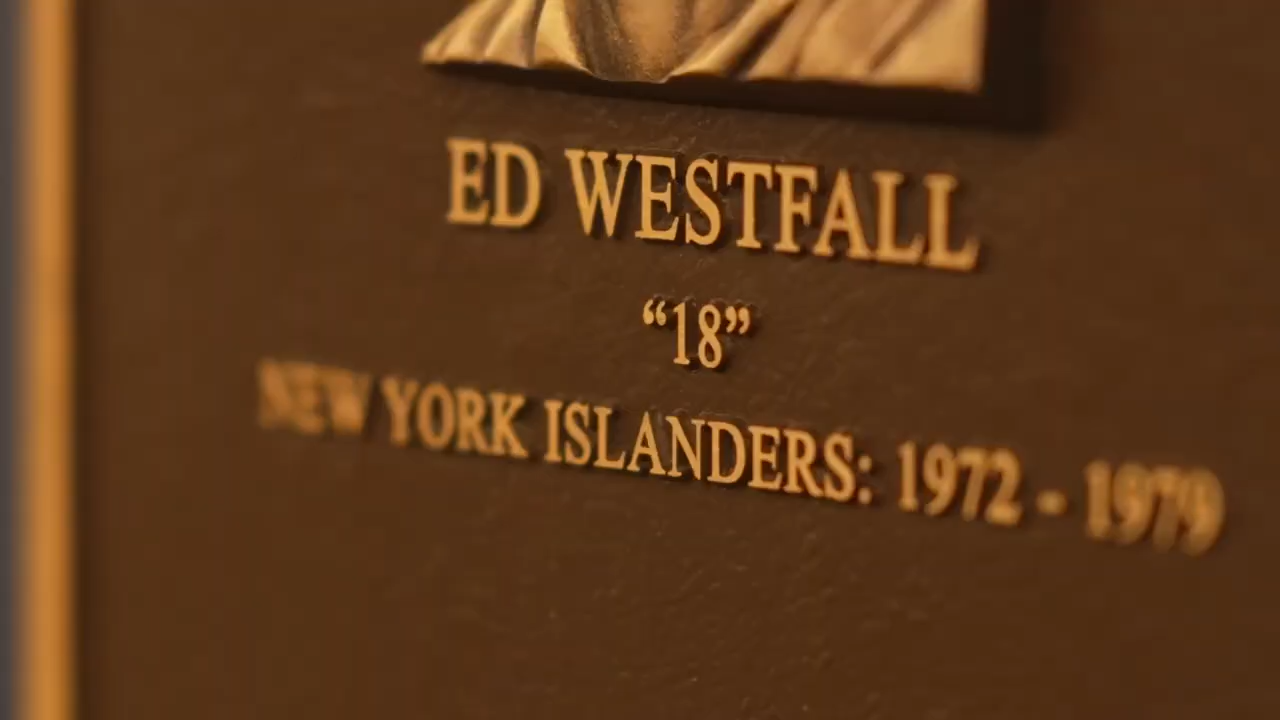 ED WESTFALL
“18”
NEW YORK ISLANDERS: 1972 - 1979